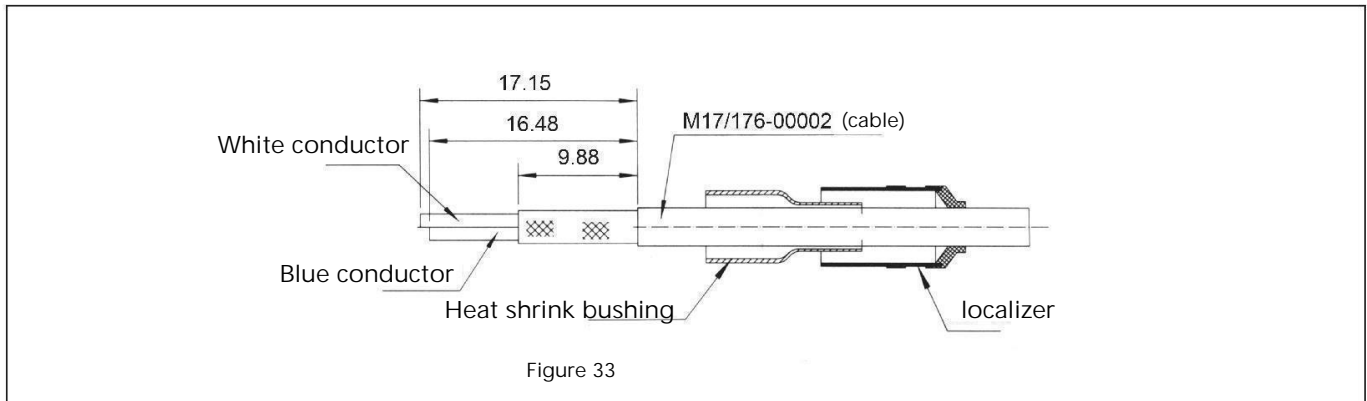 17.15
16.48
M17/176-00002 (cable)
White conductor
9.88
Blue conductor
Heat shrink bushing
localizer
Figure 33